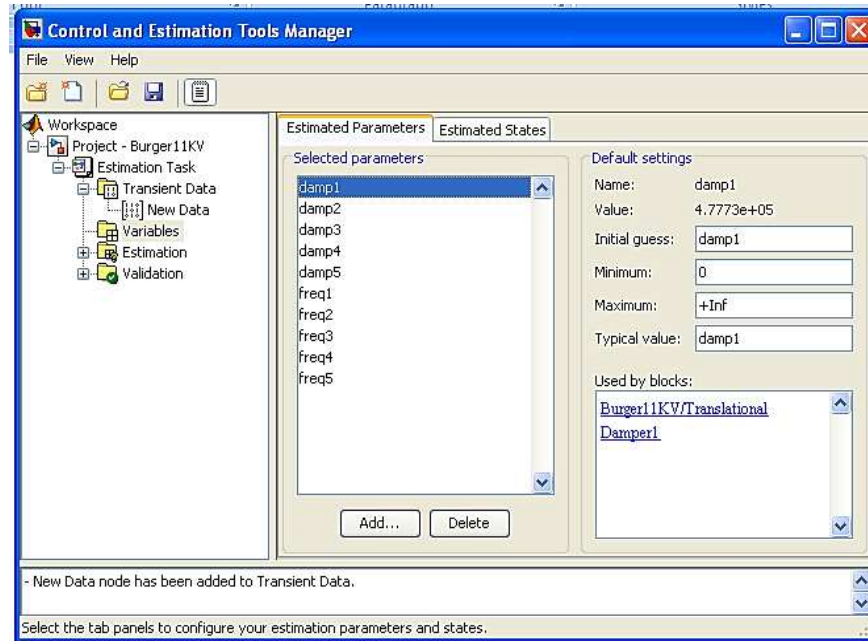 Control and Estimation Tools Manager
File View Help
Workspace
Project - Burger11KV
Estimation Task
Transient Data
New Data
Variables
Estimation
Validation
Estimated Parameters Estimated States
Selected parameters
damp1
damp2
damp3
damp4
damp5
freq1
freq2
freq3
freq4
freq5
Add... Delete
Default settings
Name: damp1
Value: 4.7773e+05
Initial guess: damp1
Minimum: 0
Maximum: +Inf
Typical value: damp1
Used by blocks:
Burger11KV/Translational
Damper1
- New Data node has been added to Transient Data.
Select the tab panels to configure your estimation parameters and states.